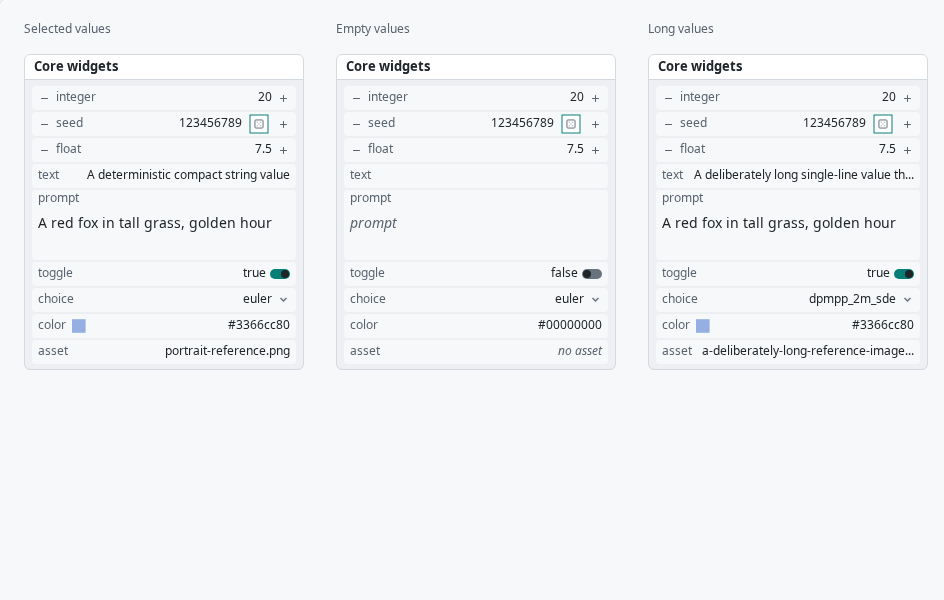 Selected values
Core widgets
– integer 20 +
– seed 123456789 +
– float 7.5 +
text A deterministic compact string value
prompt
A red fox in tall grass, golden hour
toggle true
choice euler
color #3366cc80
asset portrait-reference.png
Empty values
Core widgets
– integer 20 +
– seed 123456789 +
– float 7.5 +
text
prompt
prompt
toggle false
choice euler
color #00000000
asset no asset
Long values
Core widgets
– integer 20 +
– seed 123456789 +
– float 7.5 +
text A deliberately long single-line value th...
prompt
A red fox in tall grass, golden hour
toggle true
choice dpmpp_2m_sde
color #3366cc80
asset a-deliberately-long-reference-image...